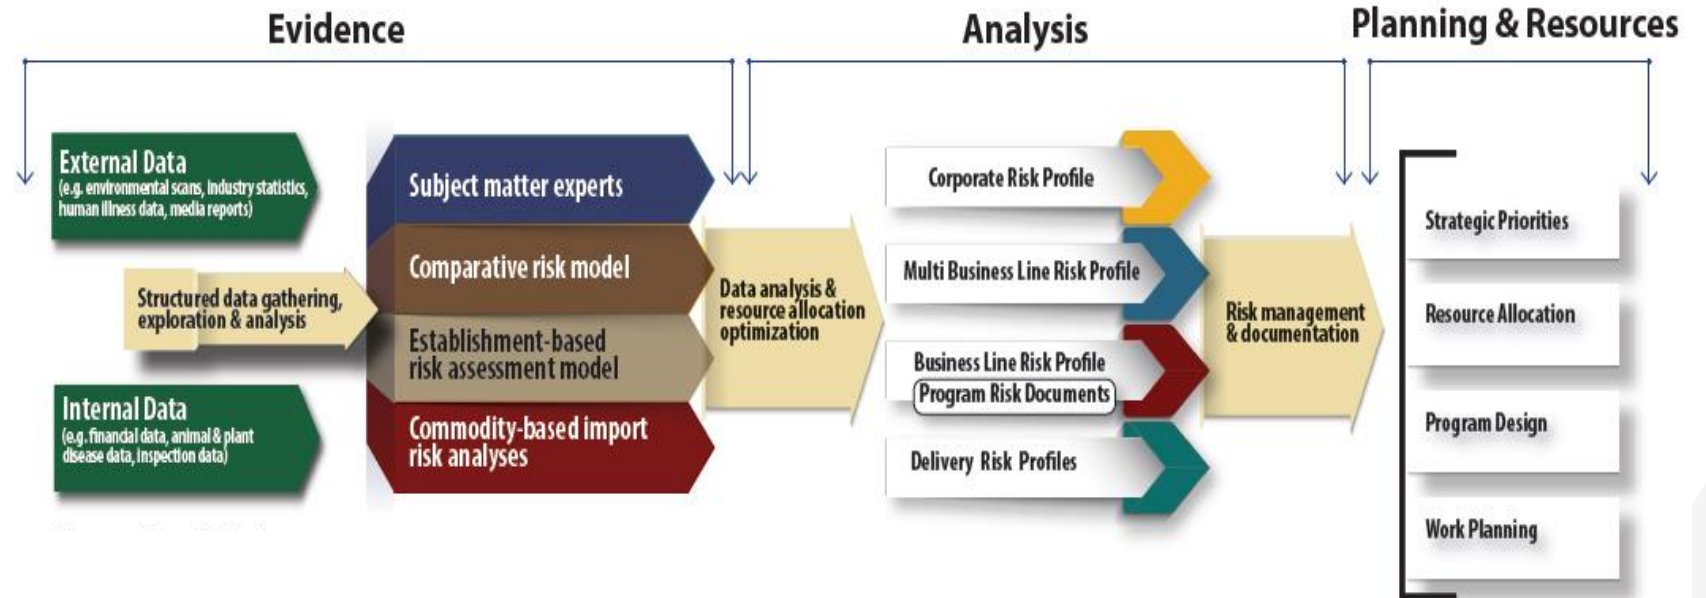 Evidence
Analysis
Planning & Resources
External Data
(e.g. environmental scans, industry statistics,
human illness data, media reports)
Structured data gathering,
exploration & analysis
Internal Data
(e.g. financial data, animal & plant
disease data, inspection data)
Subject matter experts
Comparative risk model
Establishment-based
risk assessment model
Commodity-based import
risk analyses
Data analysis &
resource allocation
optimization
Corporate Risk Profile
Multi Business Line Risk Profile
Business Line Risk Profile
Program Risk Documents
Delivery Risk Profiles
Risk management
& documentation
Strategic Priorities
Resource Allocation
Program Design
Work Planning